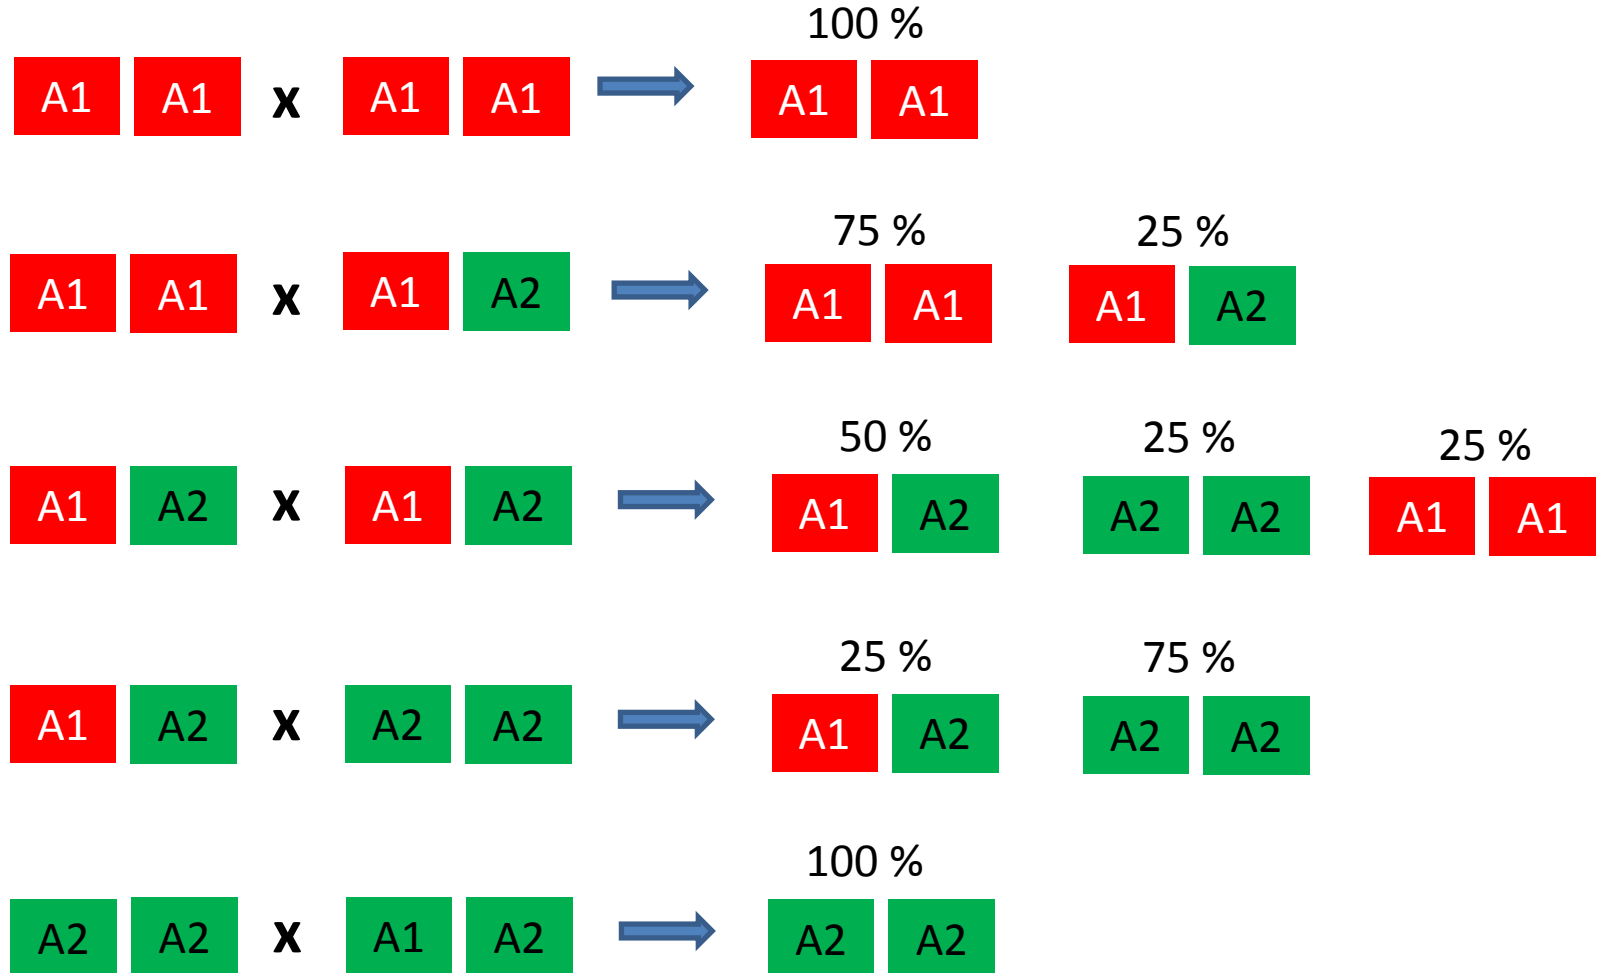 100 %
A1 A1 x A1 A1 A1 A1
75 % 25 %
A1 A1 x A1 A2 A1 A1 A1 A2
50 % 25 % 25 %
A1 A2 x A1 A2 A1 A2 A2 A2 A1 A1
25 % 75 %
A1 A2 x A2 A2 A1 A2 A2 A2
100 %
A2 A2 x A1 A2 A2 A2